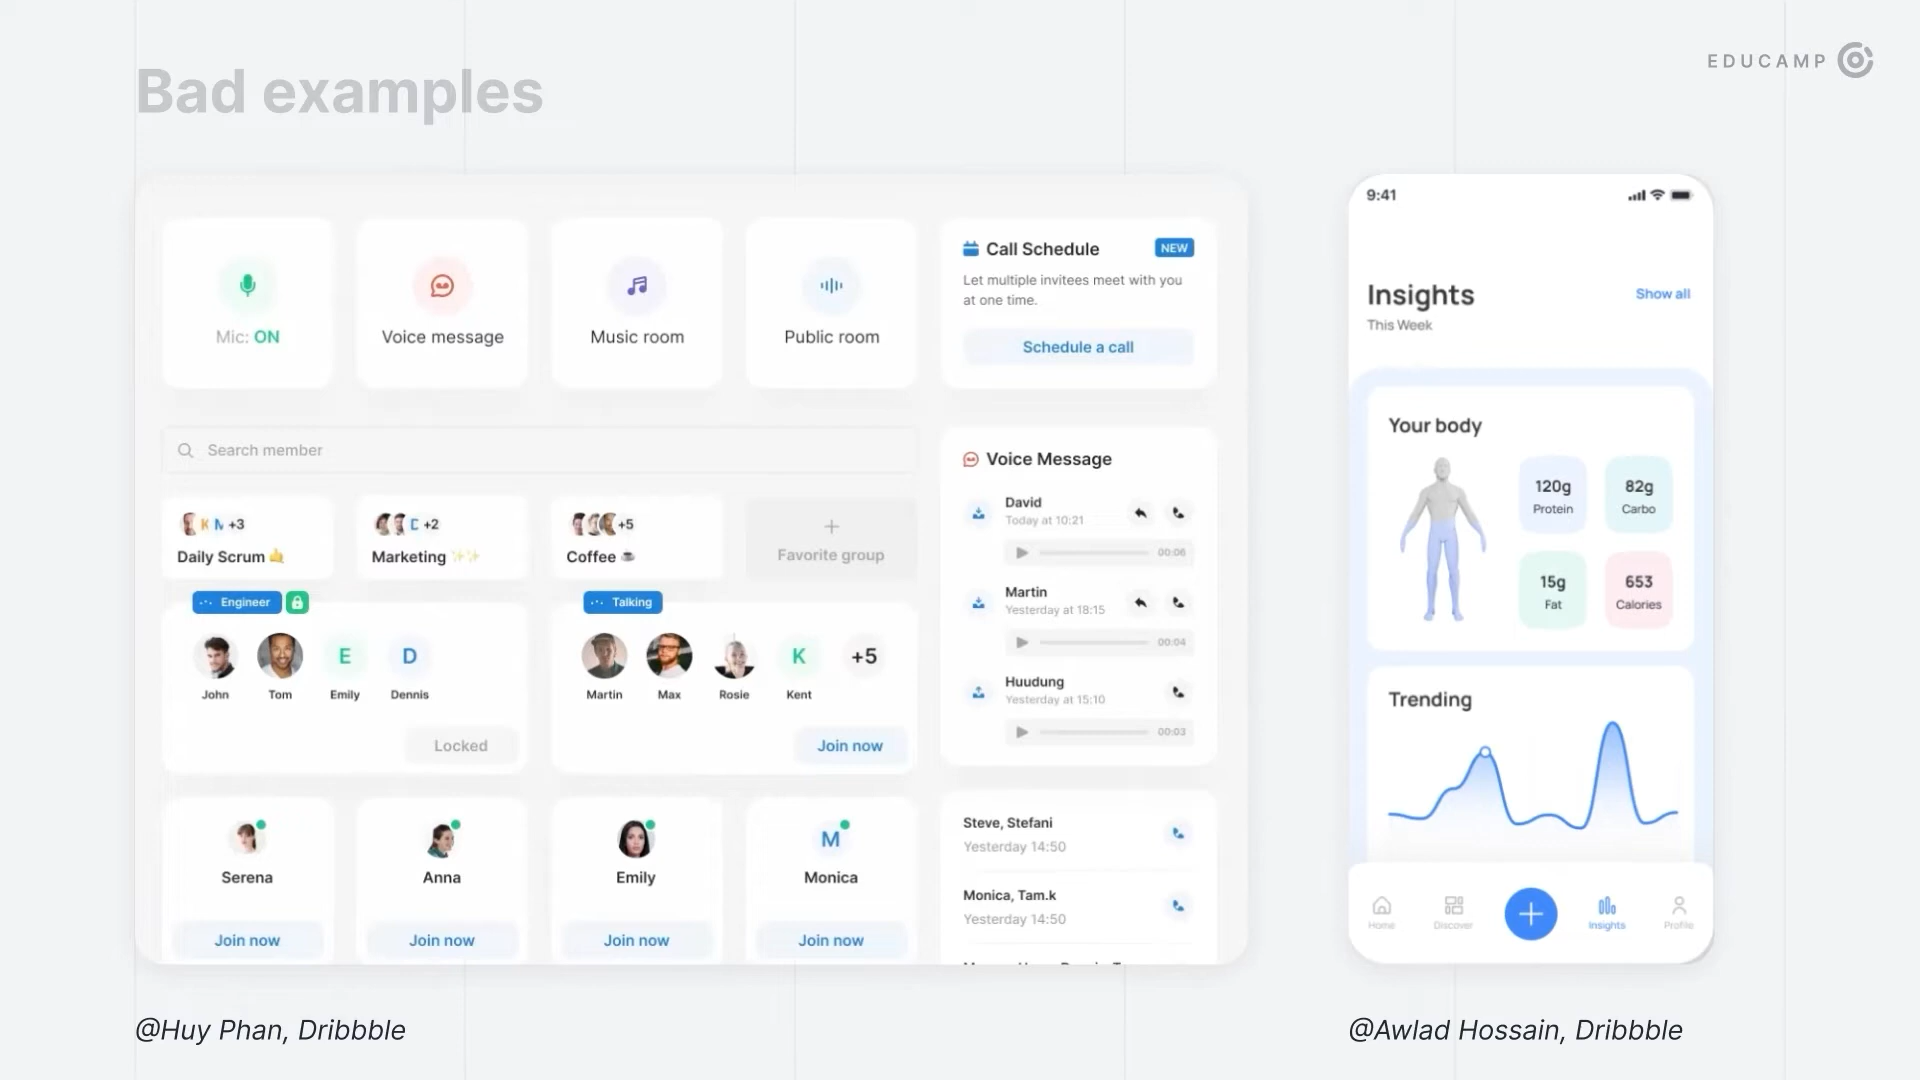 Bad examples
EDUCAMP
Mic: ON
Voice message
Music room
Public room
Call Schedule
NEW
Let multiple invitees meet with you
at one time.
Schedule a call
Search member
K +3
Daily Scrum 🤙
+2
Marketing ✨✨
+5
Coffee ☕
+
Favorite group
Engineer
E
D
John
Tom
Emily
Dennis
Locked
Talking
K
+5
Martin
Max
Rosie
Kent
Join now
Serena
Join now
Anna
Join now
Emily
Join now
M
Monica
Join now
Voice Message
David
Today at 10:21
00:06
Martin
Yesterday at 18:15
00:04
Huudung
Yesterday at 15:10
00:03
Steve, Stefani
Yesterday 14:50
Monica, Tam.k
Yesterday 14:50
9:41
Insights
Show all
This Week
Your body
120g
Protein
82g
Carbo
15g
Fat
653
Calories
Trending
Home
Discover
Insights
Profile
@Huy Phan, Dribbble
@Awlad Hossain, Dribbble